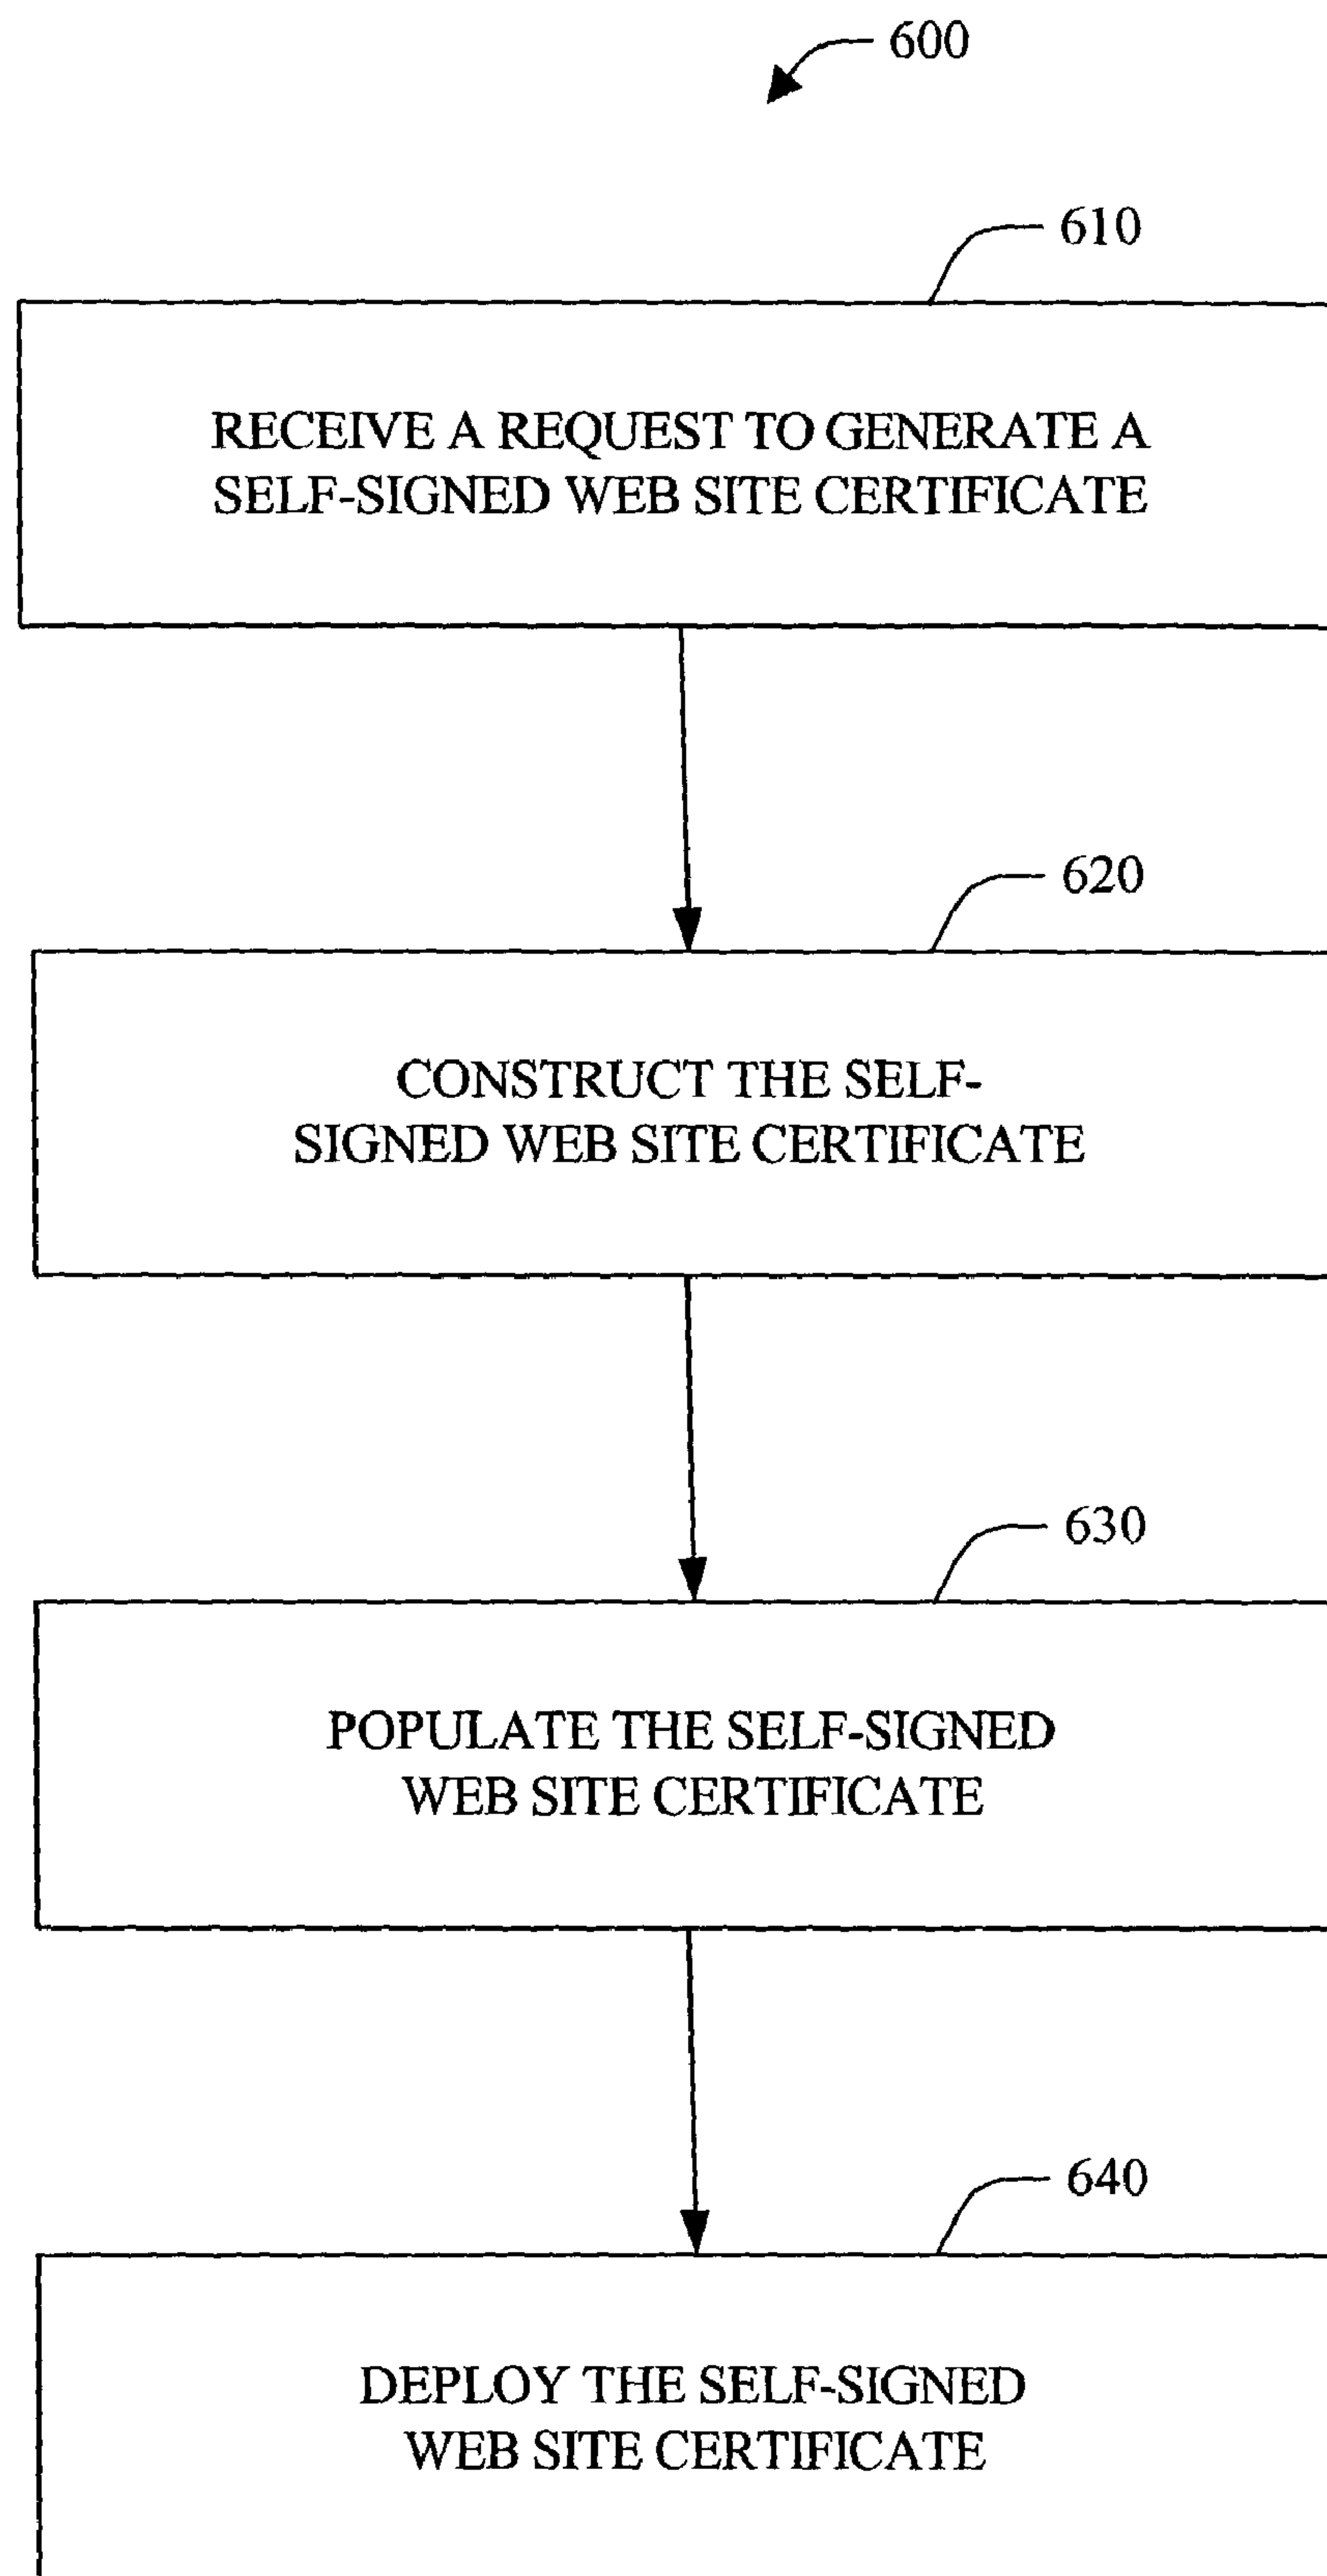 600
610
RECEIVE A REQUEST TO GENERATE A
SELF-SIGNED WEB SITE CERTIFICATE
620
CONSTRUCT THE SELF-
SIGNED WEB SITE CERTIFICATE
630
POPULATE THE SELF-SIGNED
WEB SITE CERTIFICATE
640
DEPLOY THE SELF-SIGNED
WEB SITE CERTIFICATE